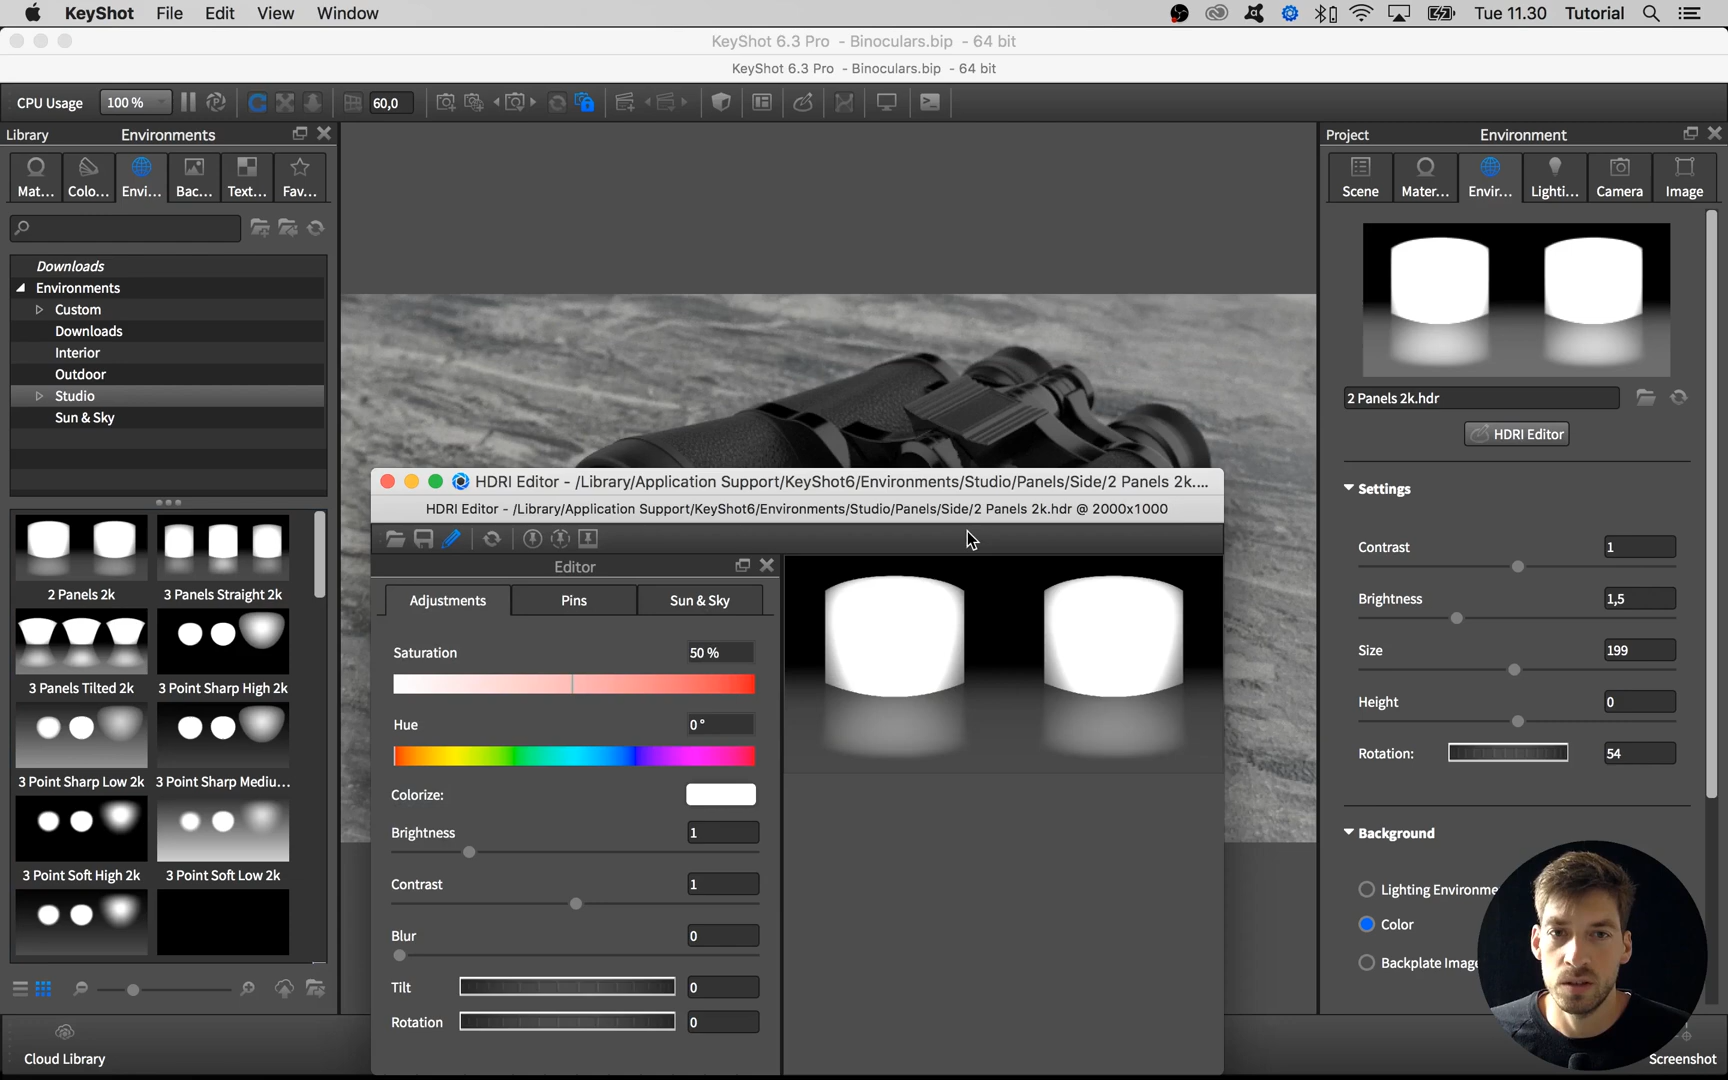 KeyShot File Edit View Window Tue 11.30 Tutorial
KeyShot 6.3 Pro - Binoculars.bip - 64 bit
KeyShot 6.3 Pro - Binoculars.bip - 64 bit
CPU Usage 100 % 60,0
Library Environments
Mat... Colo... Envi... Bac... Text... Fav...
Downloads
Environments
Custom
Downloads
Interior
Outdoor
Studio
Sun & Sky
2 Panels 2k 3 Panels Straight 2k
3 Panels Tilted 2k 3 Point Sharp High 2k
3 Point Sharp Low 2k 3 Point Sharp Mediu...
3 Point Soft High 2k 3 Point Soft Low 2k
Cloud Library
HDRI Editor - /Library/Application Support/KeyShot6/Environments/Studio/Panels/Side/2 Panels 2k....
HDRI Editor - /Library/Application Support/KeyShot6/Environments/Studio/Panels/Side/2 Panels 2k.hdr @ 2000x1000
Editor
Adjustments Pins Sun & Sky
Saturation 50 %
Hue 0 °
Colorize:
Brightness 1
Contrast 1
Blur 0
Tilt 0
Rotation 0
Project Environment
Scene Mater... Envir... Lighti... Camera Image
2 Panels 2k.hdr
HDRI Editor
Settings
Contrast 1
Brightness 1,5
Size 199
Height 0
Rotation: 54
Background
Lighting Environme
Color
Backplate Image
Screenshot